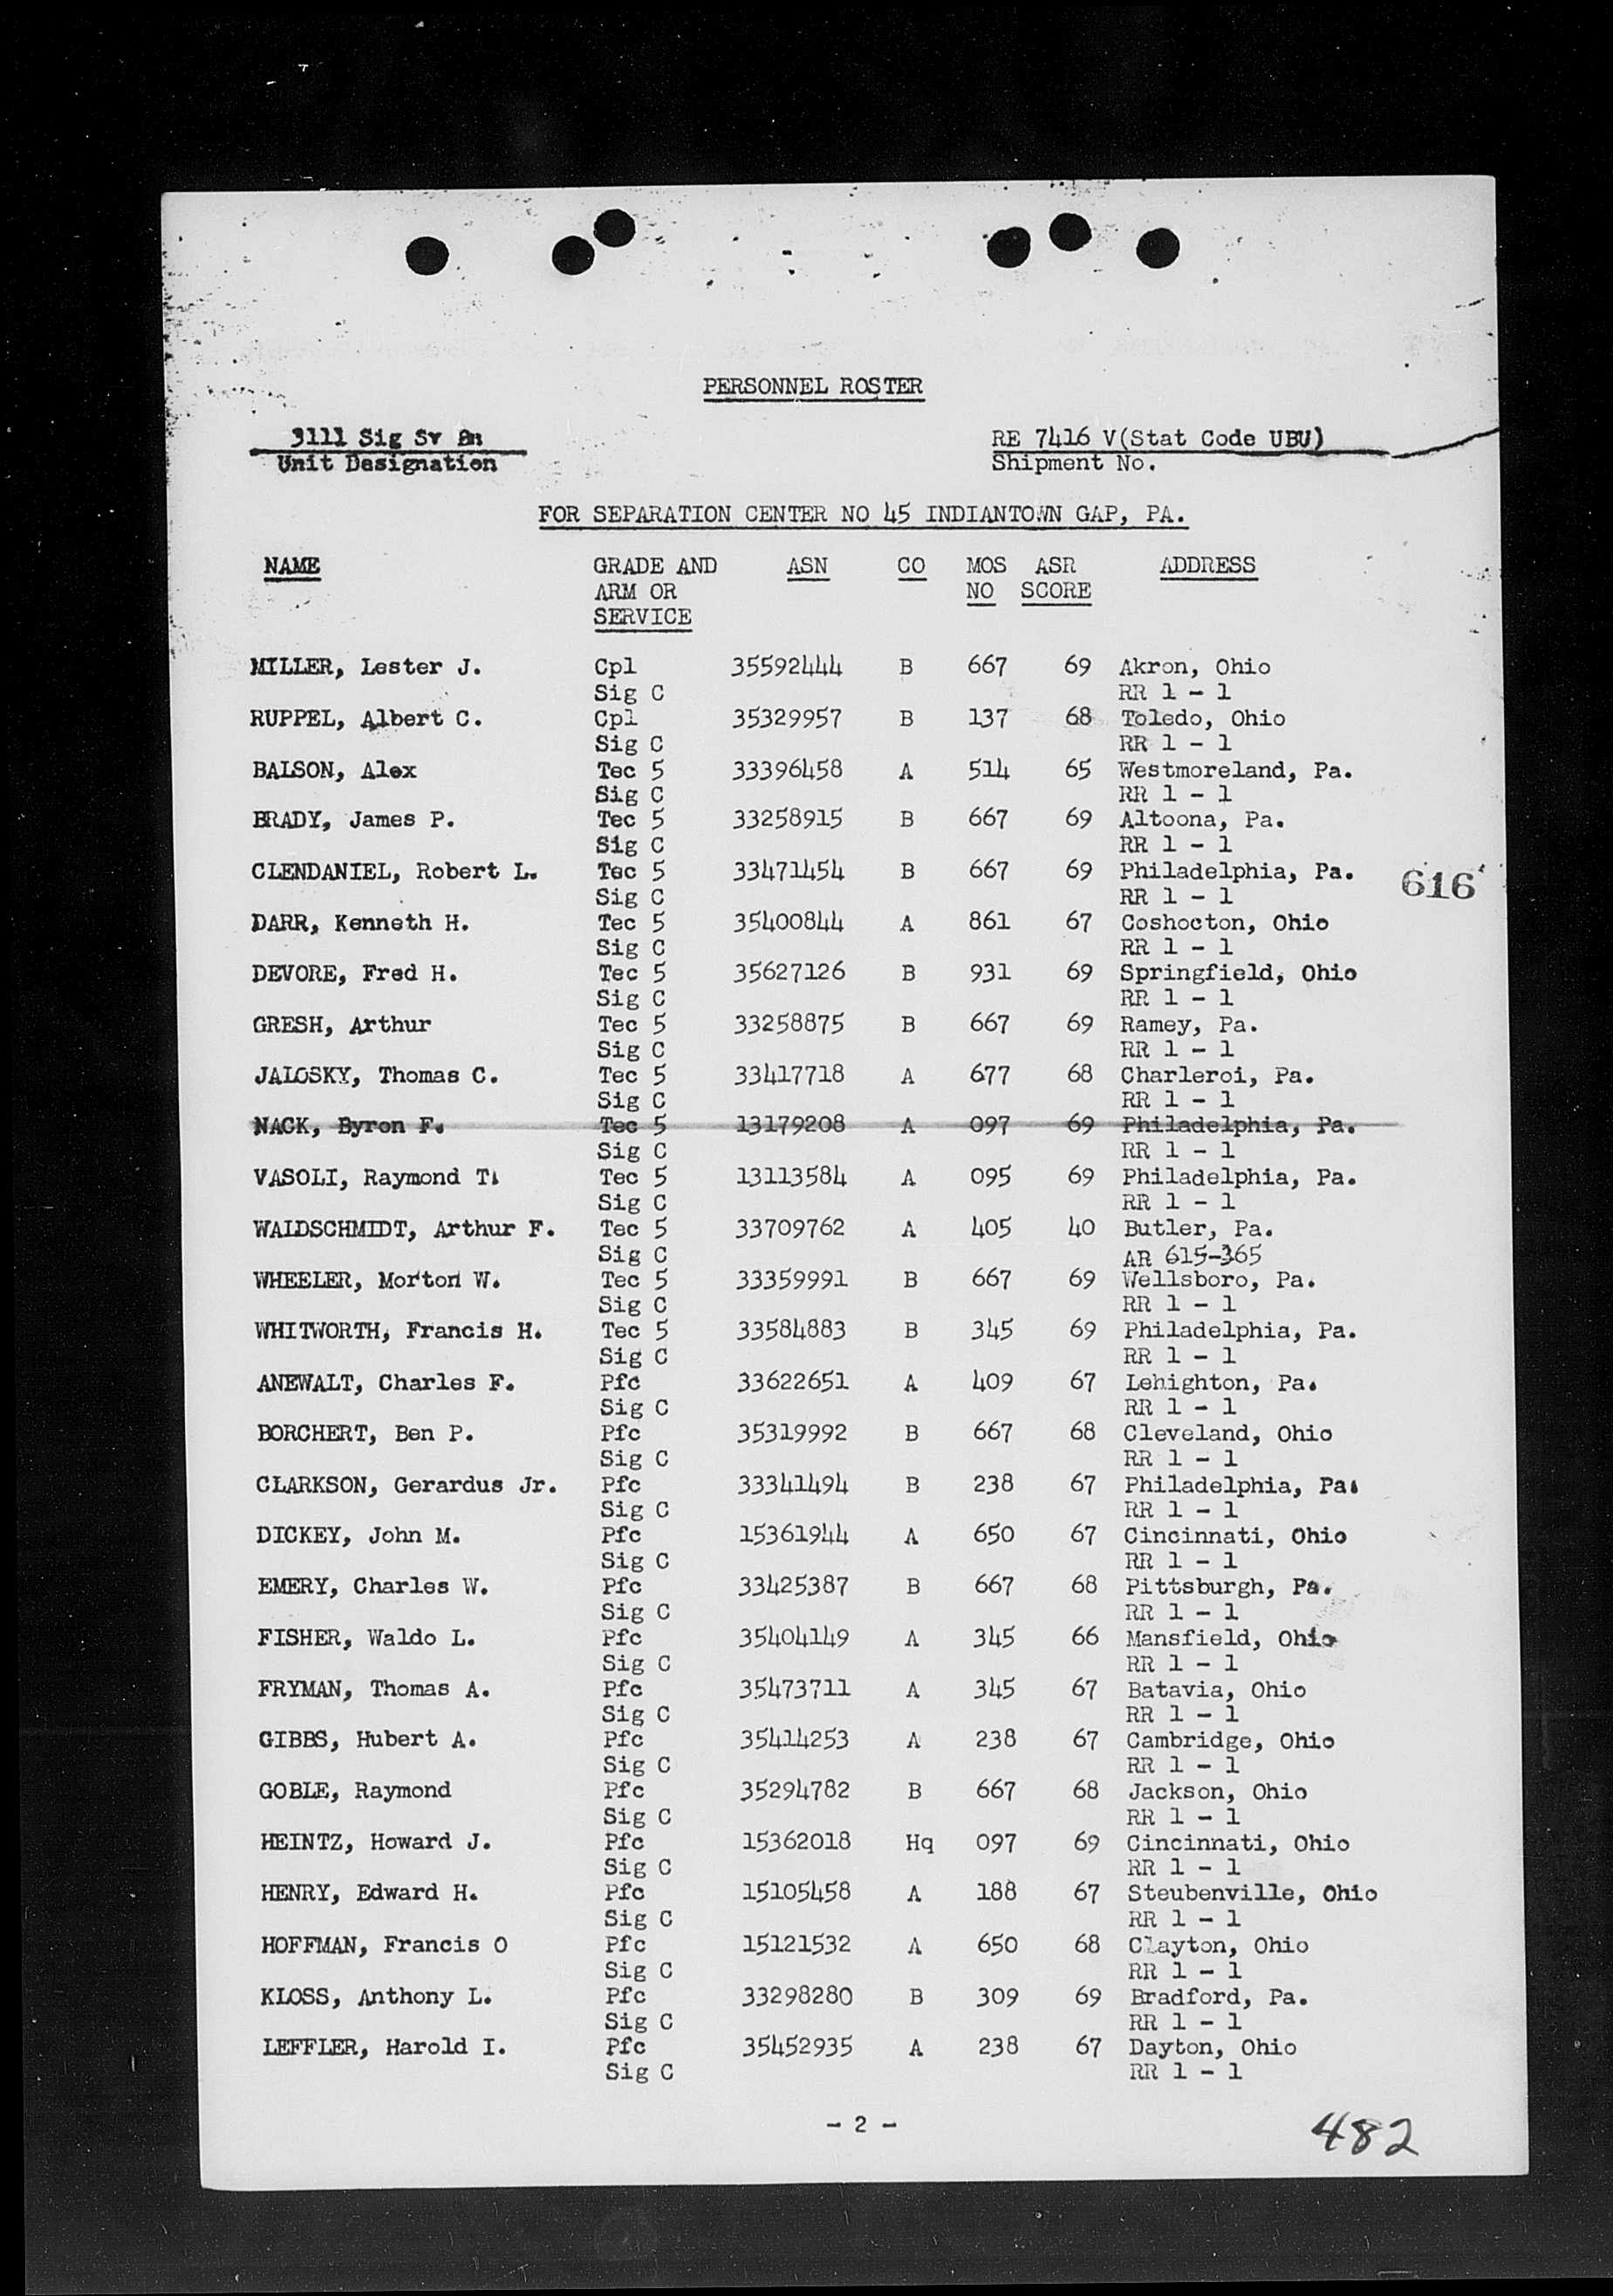 PERSONNEL ROSTER
3111 Sig Sv Bn RE 7416 V(Stat Code UBU)
Unit Designation Shipment No.
FOR SEPARATION CENTER NO 45 INDIANTOWN GAP, PA.
NAME GRADE AND ASN CO MOS ASR ADDRESS
ARM OR NO SCORE
SERVICE
MILLER, Lester J. Cpl 35592444 B 667 69 Akron, Ohio
Sig C RR 1 - 1
RUPPEL, Albert C. Cpl 35329957 B 137 68 Toledo, Ohio
Sig C RR 1 - 1
BALSON, Alex Tec 5 33396458 A 514 65 Westmoreland, Pa.
Sig C RR 1 - 1
BRADY, James P. Tec 5 33258915 B 667 69 Altoona, Pa.
Sig C RR 1 - 1
CLENDANIEL, Robert L. Tec 5 33471454 B 667 69 Philadelphia, Pa. 616
Sig C RR 1 - 1
DARR, Kenneth H. Tec 5 35400844 A 861 67 Coshocton, Ohio
Sig C RR 1 - 1
DEVORE, Fred H. Tec 5 35627126 B 931 69 Springfield, Ohio
Sig C RR 1 - 1
GRESH, Arthur Tec 5 33258875 B 667 69 Ramey, Pa.
Sig C RR 1 - 1
JALOSKY, Thomas C. Tec 5 33417718 A 677 68 Charleroi, Pa.
Sig C RR 1 - 1
NACK, Byron F. Tec 5 13179208 A 097 69 Philadelphia, Pa.
Sig C RR 1 - 1
VASOLI, Raymond T. Tec 5 13113584 A 095 69 Philadelphia, Pa.
Sig C RR 1 - 1
WALDSCHMIDT, Arthur F. Tec 5 33709762 A 405 40 Butler, Pa.
Sig C AR 615-365
WHEELER, Morton W. Tec 5 33359991 B 667 69 Wellsboro, Pa.
Sig C RR 1 - 1
WHITWORTH, Francis H. Tec 5 33584883 B 345 69 Philadelphia, Pa.
Sig C RR 1 - 1
ANEWALT, Charles F. Pfc 33622651 A 409 67 Lehighton, Pa.
Sig C RR 1 - 1
BORCHERT, Ben P. Pfc 35319992 B 667 68 Cleveland, Ohio
Sig C RR 1 - 1
CLARKSON, Gerardus Jr. Pfc 33341494 B 238 67 Philadelphia, Pa.
Sig C RR 1 - 1
DICKEY, John M. Pfc 15361944 A 650 67 Cincinnati, Ohio
Sig C RR 1 - 1
EMERY, Charles W. Pfc 33425387 B 667 68 Pittsburgh, Pa.
Sig C RR 1 - 1
FISHER, Waldo L. Pfc 35404149 A 345 66 Mansfield, Ohio
Sig C RR 1 - 1
FRYMAN, Thomas A. Pfc 35473711 A 345 67 Batavia, Ohio
Sig C RR 1 - 1
GIBBS, Hubert A. Pfc 35414253 A 238 67 Cambridge, Ohio
Sig C RR 1 - 1
GOBLE, Raymond Pfc 35294782 B 667 68 Jackson, Ohio
Sig C RR 1 - 1
HEINTZ, Howard J. Pfc 15362018 Hq 097 69 Cincinnati, Ohio
Sig C RR 1 - 1
HENRY, Edward H. Pfc 15105458 A 188 67 Steubenville, Ohio
Sig C RR 1 - 1
HOFFMAN, Francis O Pfc 15121532 A 650 68 Clayton, Ohio
Sig C RR 1 - 1
KLOSS, Anthony L. Pfc 33298280 B 309 69 Bradford, Pa.
Sig C RR 1 - 1
LEFFLER, Harold I. Pfc 35452935 A 238 67 Dayton, Ohio
Sig C RR 1 - 1
- 2 -
482